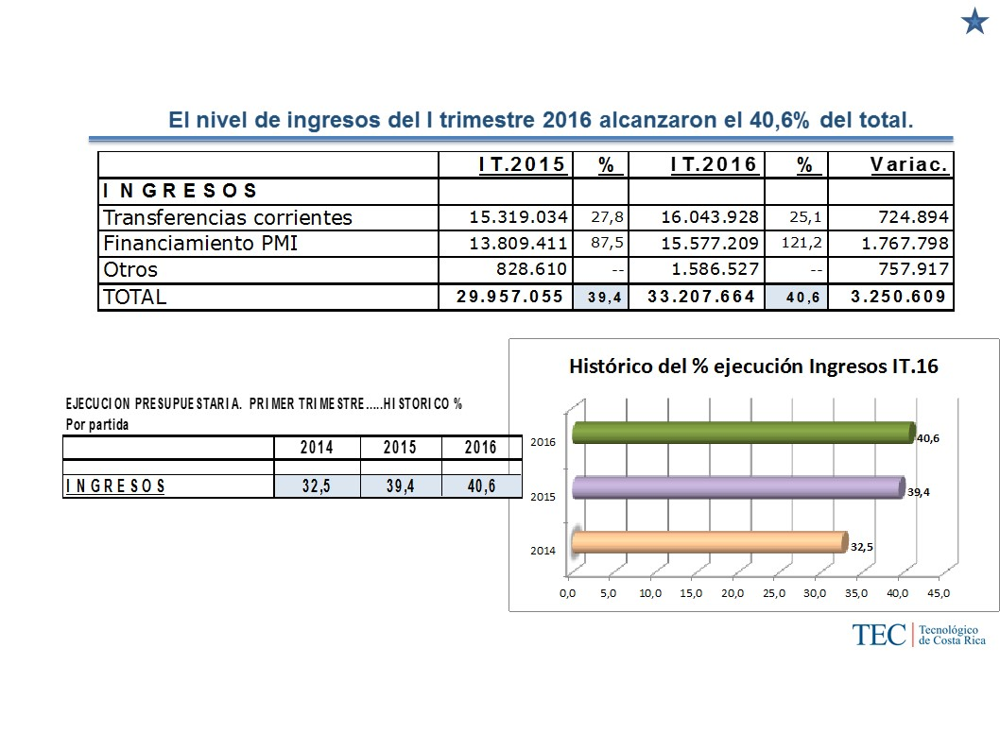 El nivel de ingresos del I trimestre 2016 alcanzaron el 40,6% del total.
IT.2015 % IT.2016 % Variac.
INGRESOS
Transferencias corrientes 15.319.034 27,8 16.043.928 25,1 724.894
Financiamiento PMI 13.809.411 87,5 15.577.209 121,2 1.767.798
Otros 828.610 -- 1.586.527 -- 757.917
TOTAL 29.957.055 39,4 33.207.664 40,6 3.250.609
EJECUCION PRESUPUESTARIA. PRIMER TRIMESTRE.....HISTORICO %
Por partida
2014 2015 2016
INGRESOS 32,5 39,4 40,6
Histórico del % ejecución Ingresos IT.16
2016 40,6
2015 39,4
2014 32,5
0,0 5,0 10,0 15,0 20,0 25,0 30,0 35,0 40,0 45,0
TEC Tecnológico
de Costa Rica